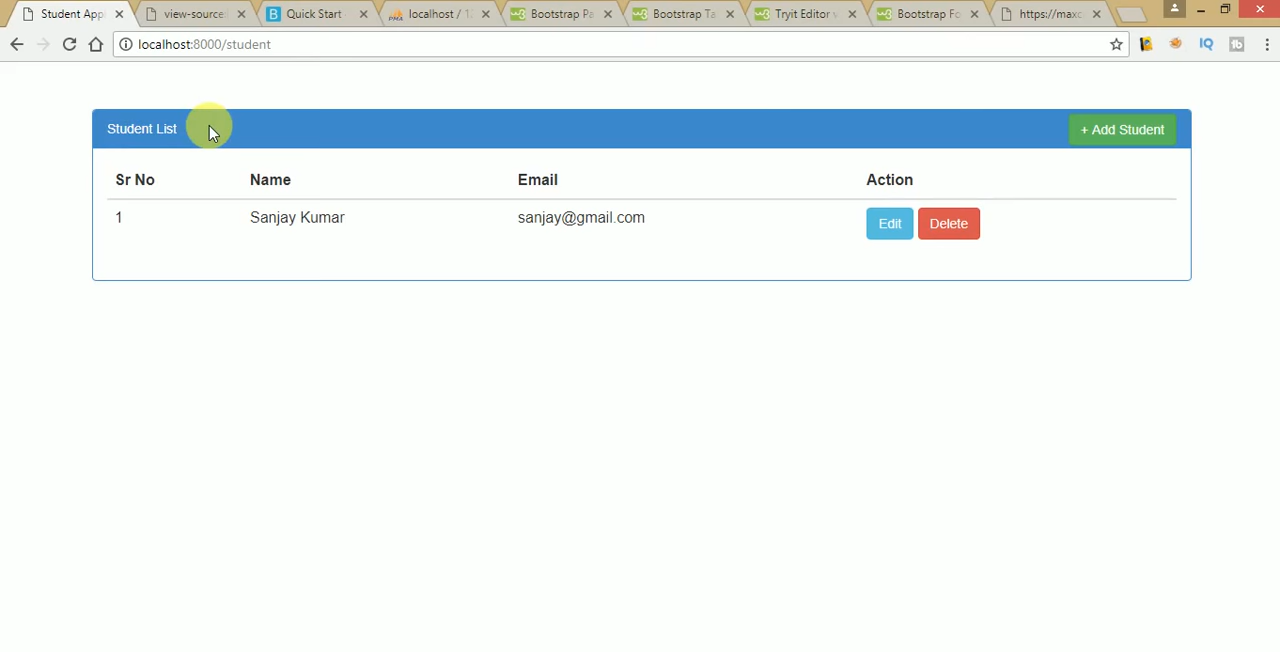 Student App
view-source:
Quick Start
localhost / 12
Bootstrap Pa
Bootstrap Ta
Tryit Editor v
Bootstrap Fo
https://maxc
localhost:8000/student
Student List
+ Add Student
Sr No Name Email Action
1 Sanjay Kumar sanjay@gmail.com Edit Delete